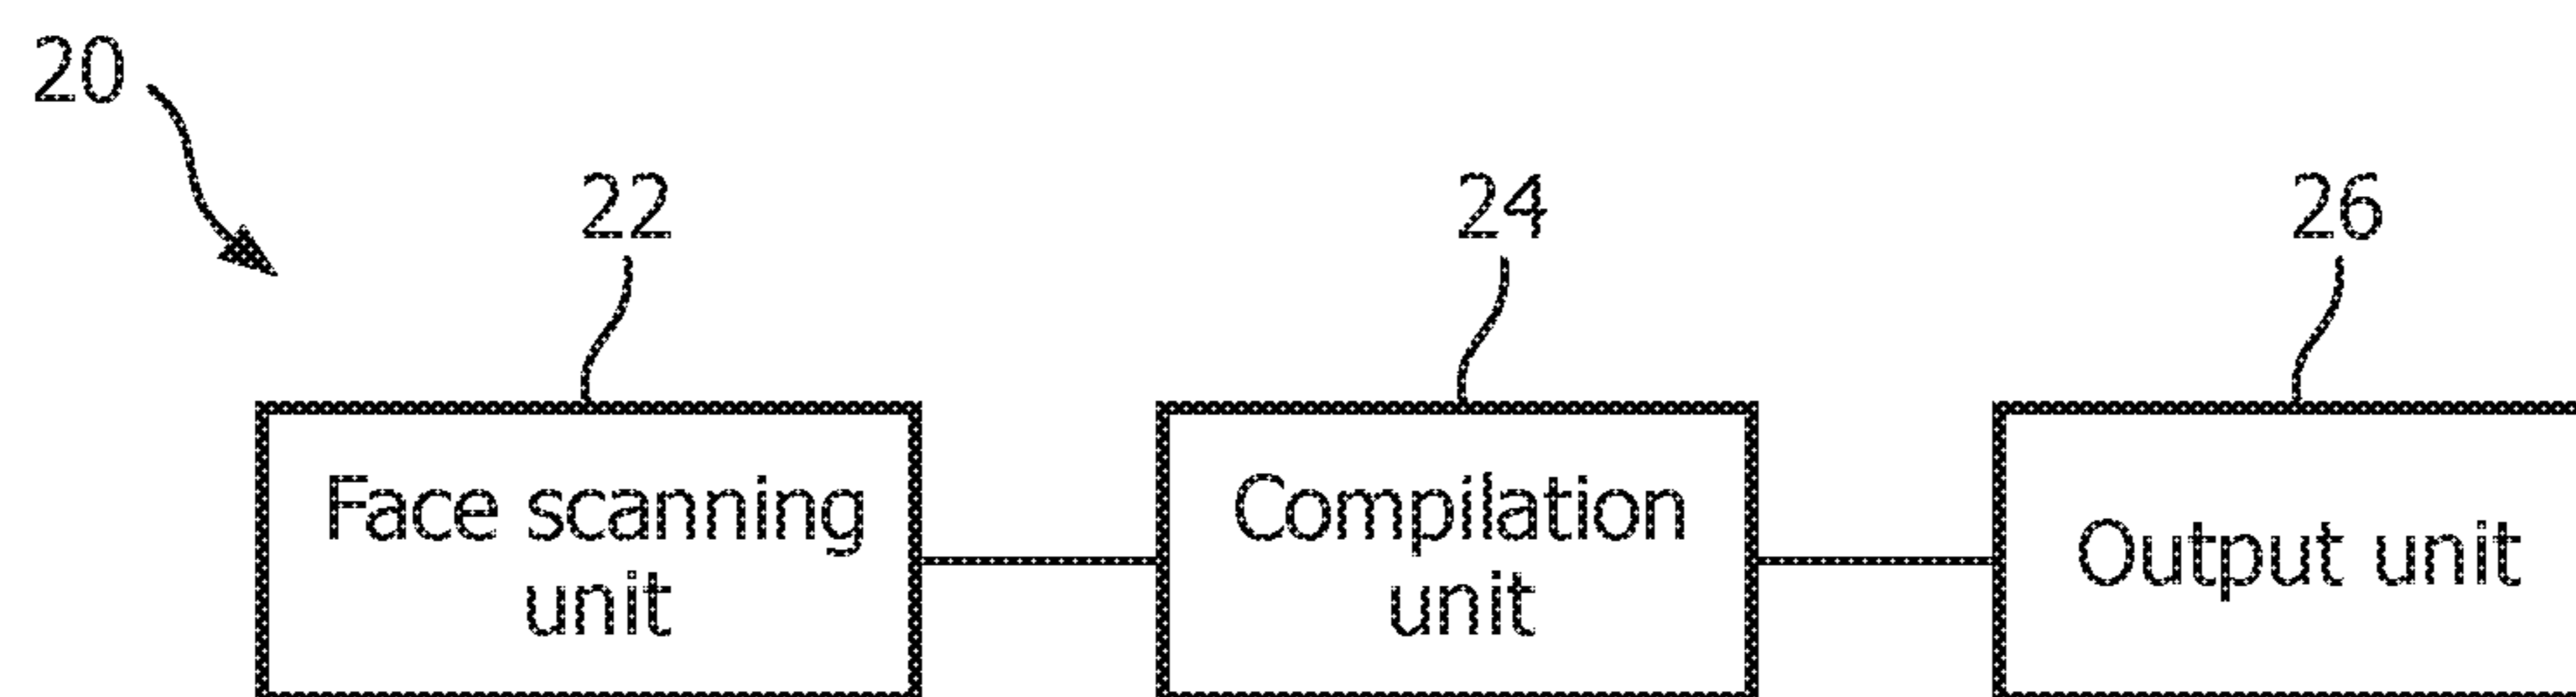 20
22
24
26
Face scanning
unit
Compilation
unit
Output unit